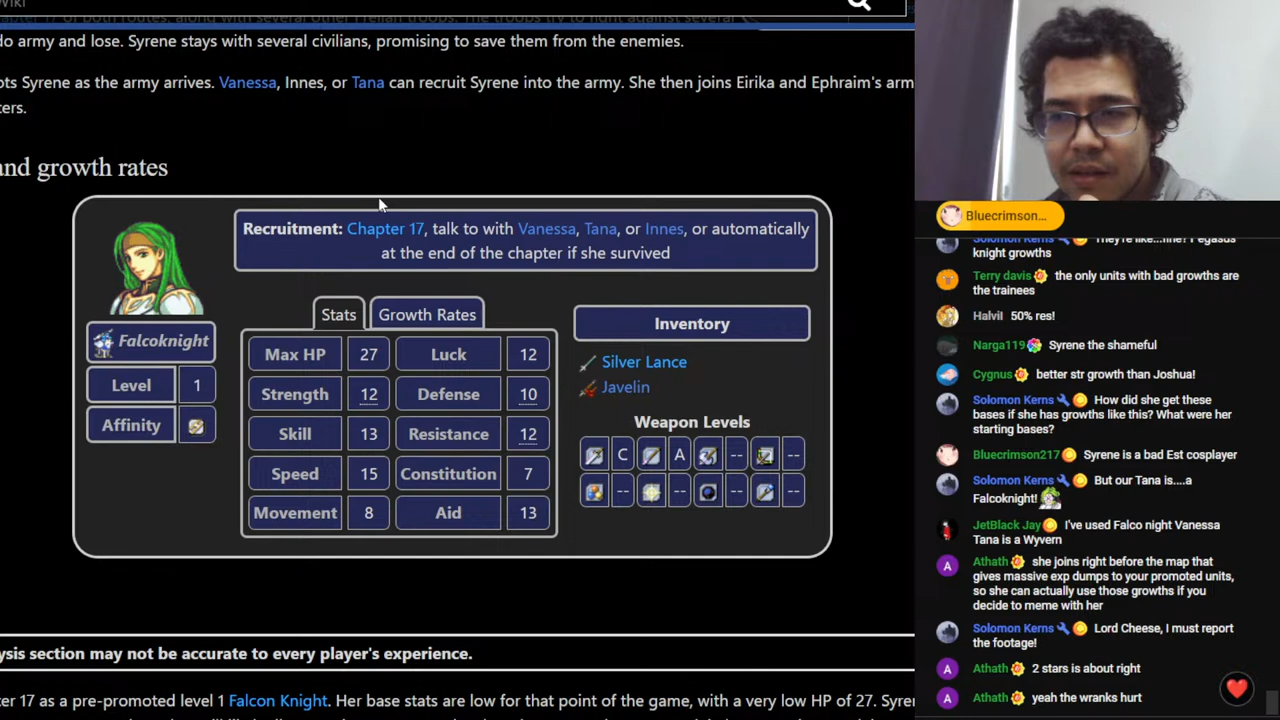 do army and lose. Syrene stays with several civilians, promising to save them from the enemies.
ots Syrene as the army arrives. Vanessa, Innes, or Tana can recruit Syrene into the army. She then joins Eirika and Ephraim's arm
ters.
and growth rates
Recruitment: Chapter 17, talk to with Vanessa, Tana, or Innes, or automatically
at the end of the chapter if she survived
Falcoknight
Level 1
Affinity
Stats Growth Rates
Max HP 27 Luck 12
Strength 12 Defense 10
Skill 13 Resistance 12
Speed 15 Constitution 7
Movement 8 Aid 13
Inventory
Silver Lance
Javelin
Weapon Levels
C A -- --
-- -- -- --
ysis section may not be accurate to every player's experience.
ter 17 as a pre-promoted level 1 Falcon Knight. Her base stats are low for that point of the game, with a very low HP of 27. Syrer
Bluecrimson...
Solomon Kerns They're like...fine? Pegasus
knight growths
Terry davis the only units with bad growths are
the trainees
Halvil 50% res!
Narga119 Syrene the shameful
Cygnus better str growth than Joshua!
Solomon Kerns How did she get these
bases if she has growths like this? What were her
starting bases?
Bluecrimson217 Syrene is a bad Est cosplayer
Solomon Kerns But our Tana is....a
Falcoknight!
JetBlack Jay I've used Falco night Vanessa
Tana is a Wyvern
Athath she joins right before the map that
gives massive exp dumps to your promoted units,
so she can actually use those growths if you
decide to meme with her
Solomon Kerns Lord Cheese, I must report
the footage!
Athath 2 stars is about right
Athath yeah the wranks hurt